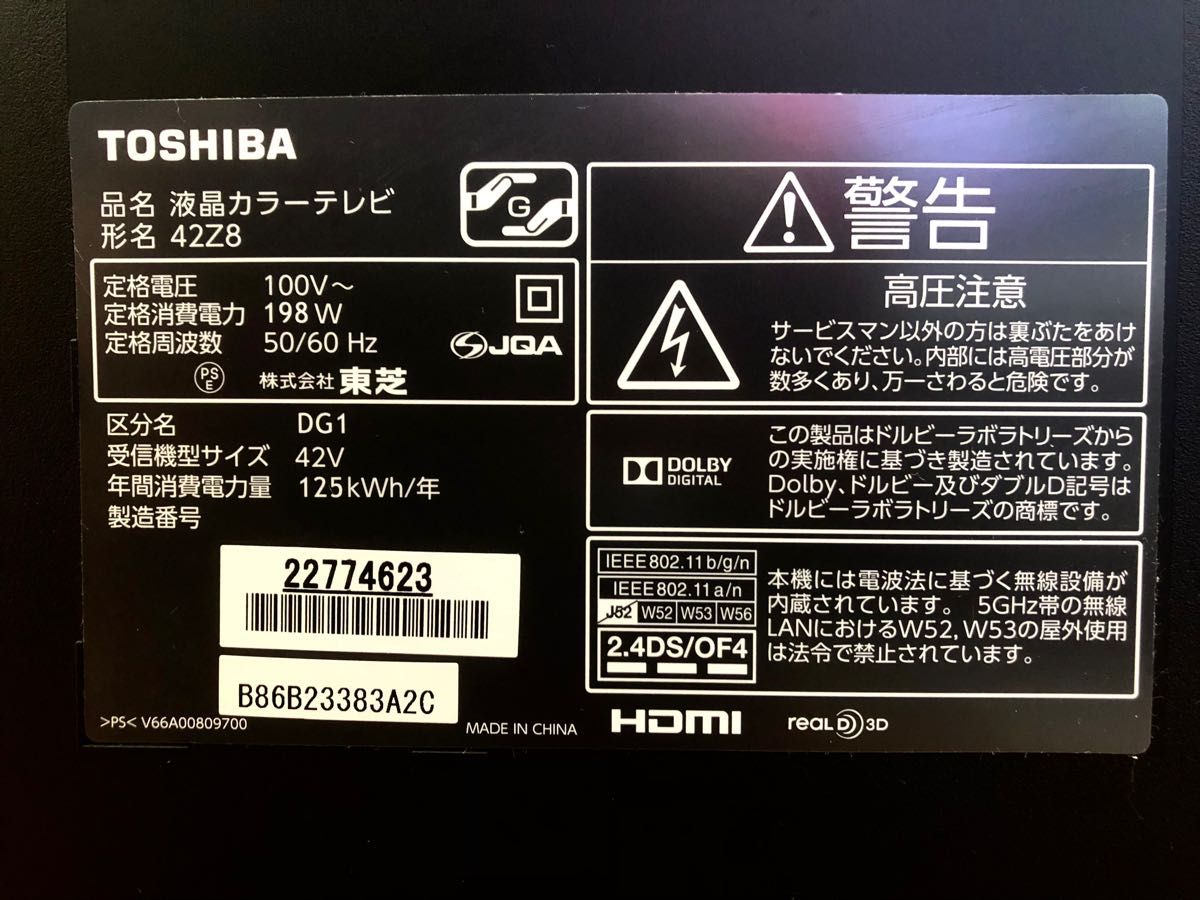 TOSHIBA
品名 液晶カラーテレビ
形名 42Z8
G
定格電圧 100V～
定格消費電力 198W
定格周波数 50/60 Hz
JQA
PS
E
株式会社 東芝
区分名 DG1
受信機型サイズ 42V
年間消費電力量 125kWh/年
製造番号
22774623
B86B23383A2C
>PS< V66A00809700
MADE IN CHINA
警告
高圧注意
サービスマン以外の方は裏ぶたをあけ
ないでください。内部には高電圧部分が
数多くあり、万一さわると危険です。
DOLBY
DIGITAL
この製品はドルビーラボラトリーズから
の実施権に基づき製造されています。
Dolby、ドルビー及びダブルD記号は
ドルビーラボラトリーズの商標です。
IEEE802.11b/g/n
IEEE802.11a/n
J52 W52 W53 W56
2.4DS/OF4
本機には電波法に基づく無線設備が
内蔵されています。 5GHz帯の無線
LANにおけるW52,W53の屋外使用
は法令で禁止されています。
HDMI
REAL D 3D